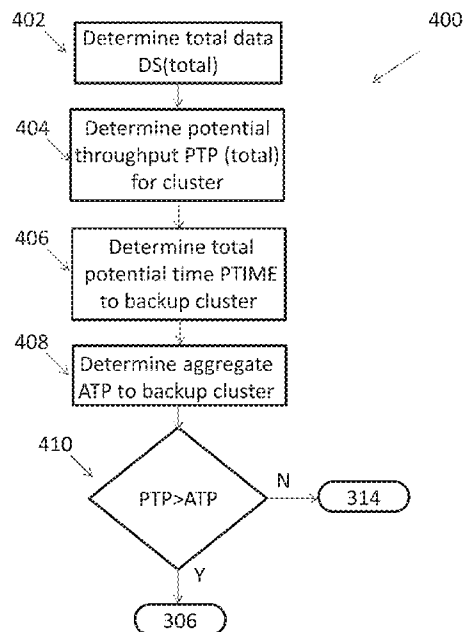 402
400
Determine total data
DS(total)
404
Determine potential
throughput PTP (total)
for cluster
406
Determine total
potential time PTIME
to backup cluster
408
Determine aggregate
ATP to backup cluster
410
PTP>ATP
N
314
Y
306